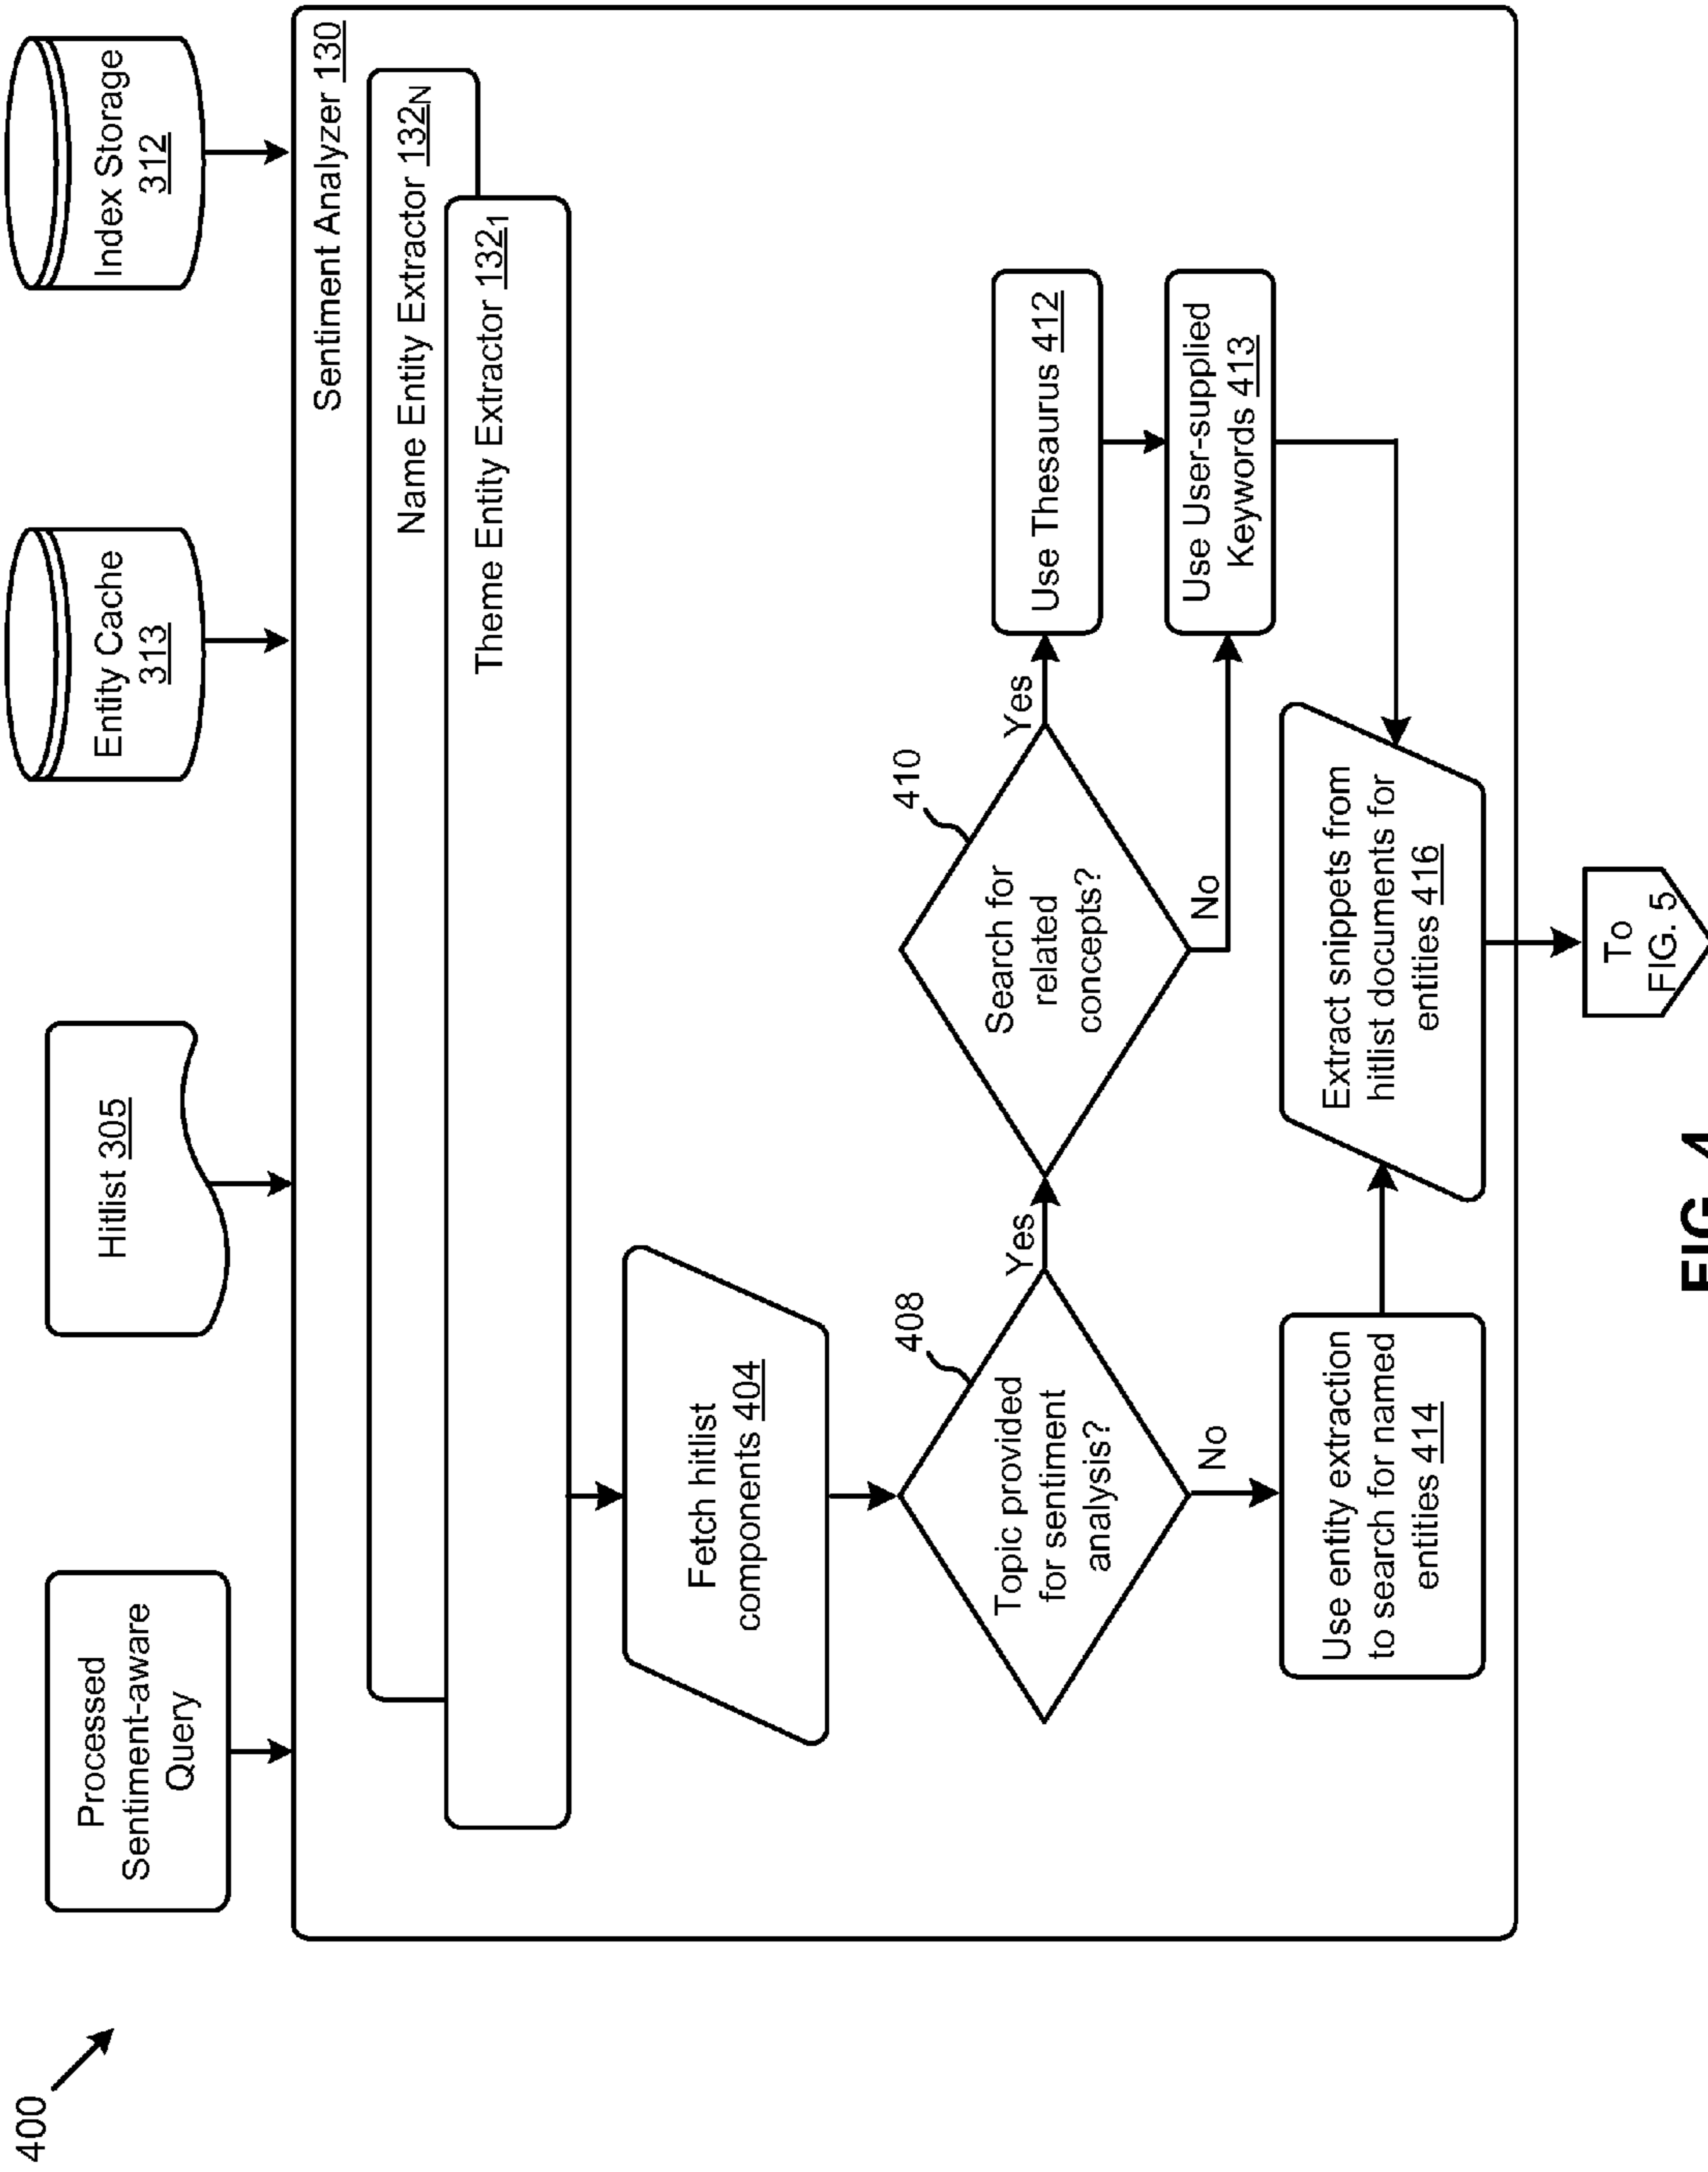 400
Processed
Sentiment-aware
Query
Hitlist 305
Entity Cache
313
Index Storage
312
Sentiment Analyzer 130
Name Entity Extractor 132N
Theme Entity Extractor 1321
Fetch hitlist
components 404
408
Topic provided
for sentiment
analysis?
Yes
No
410
Search for
related
concepts?
Yes
No
Use Thesaurus 412
Use User-supplied
Keywords 413
Use entity extraction
to search for named
entities 414
Extract snippets from
hitlist documents for
entities 416
To
FIG. 5
FIG. 4